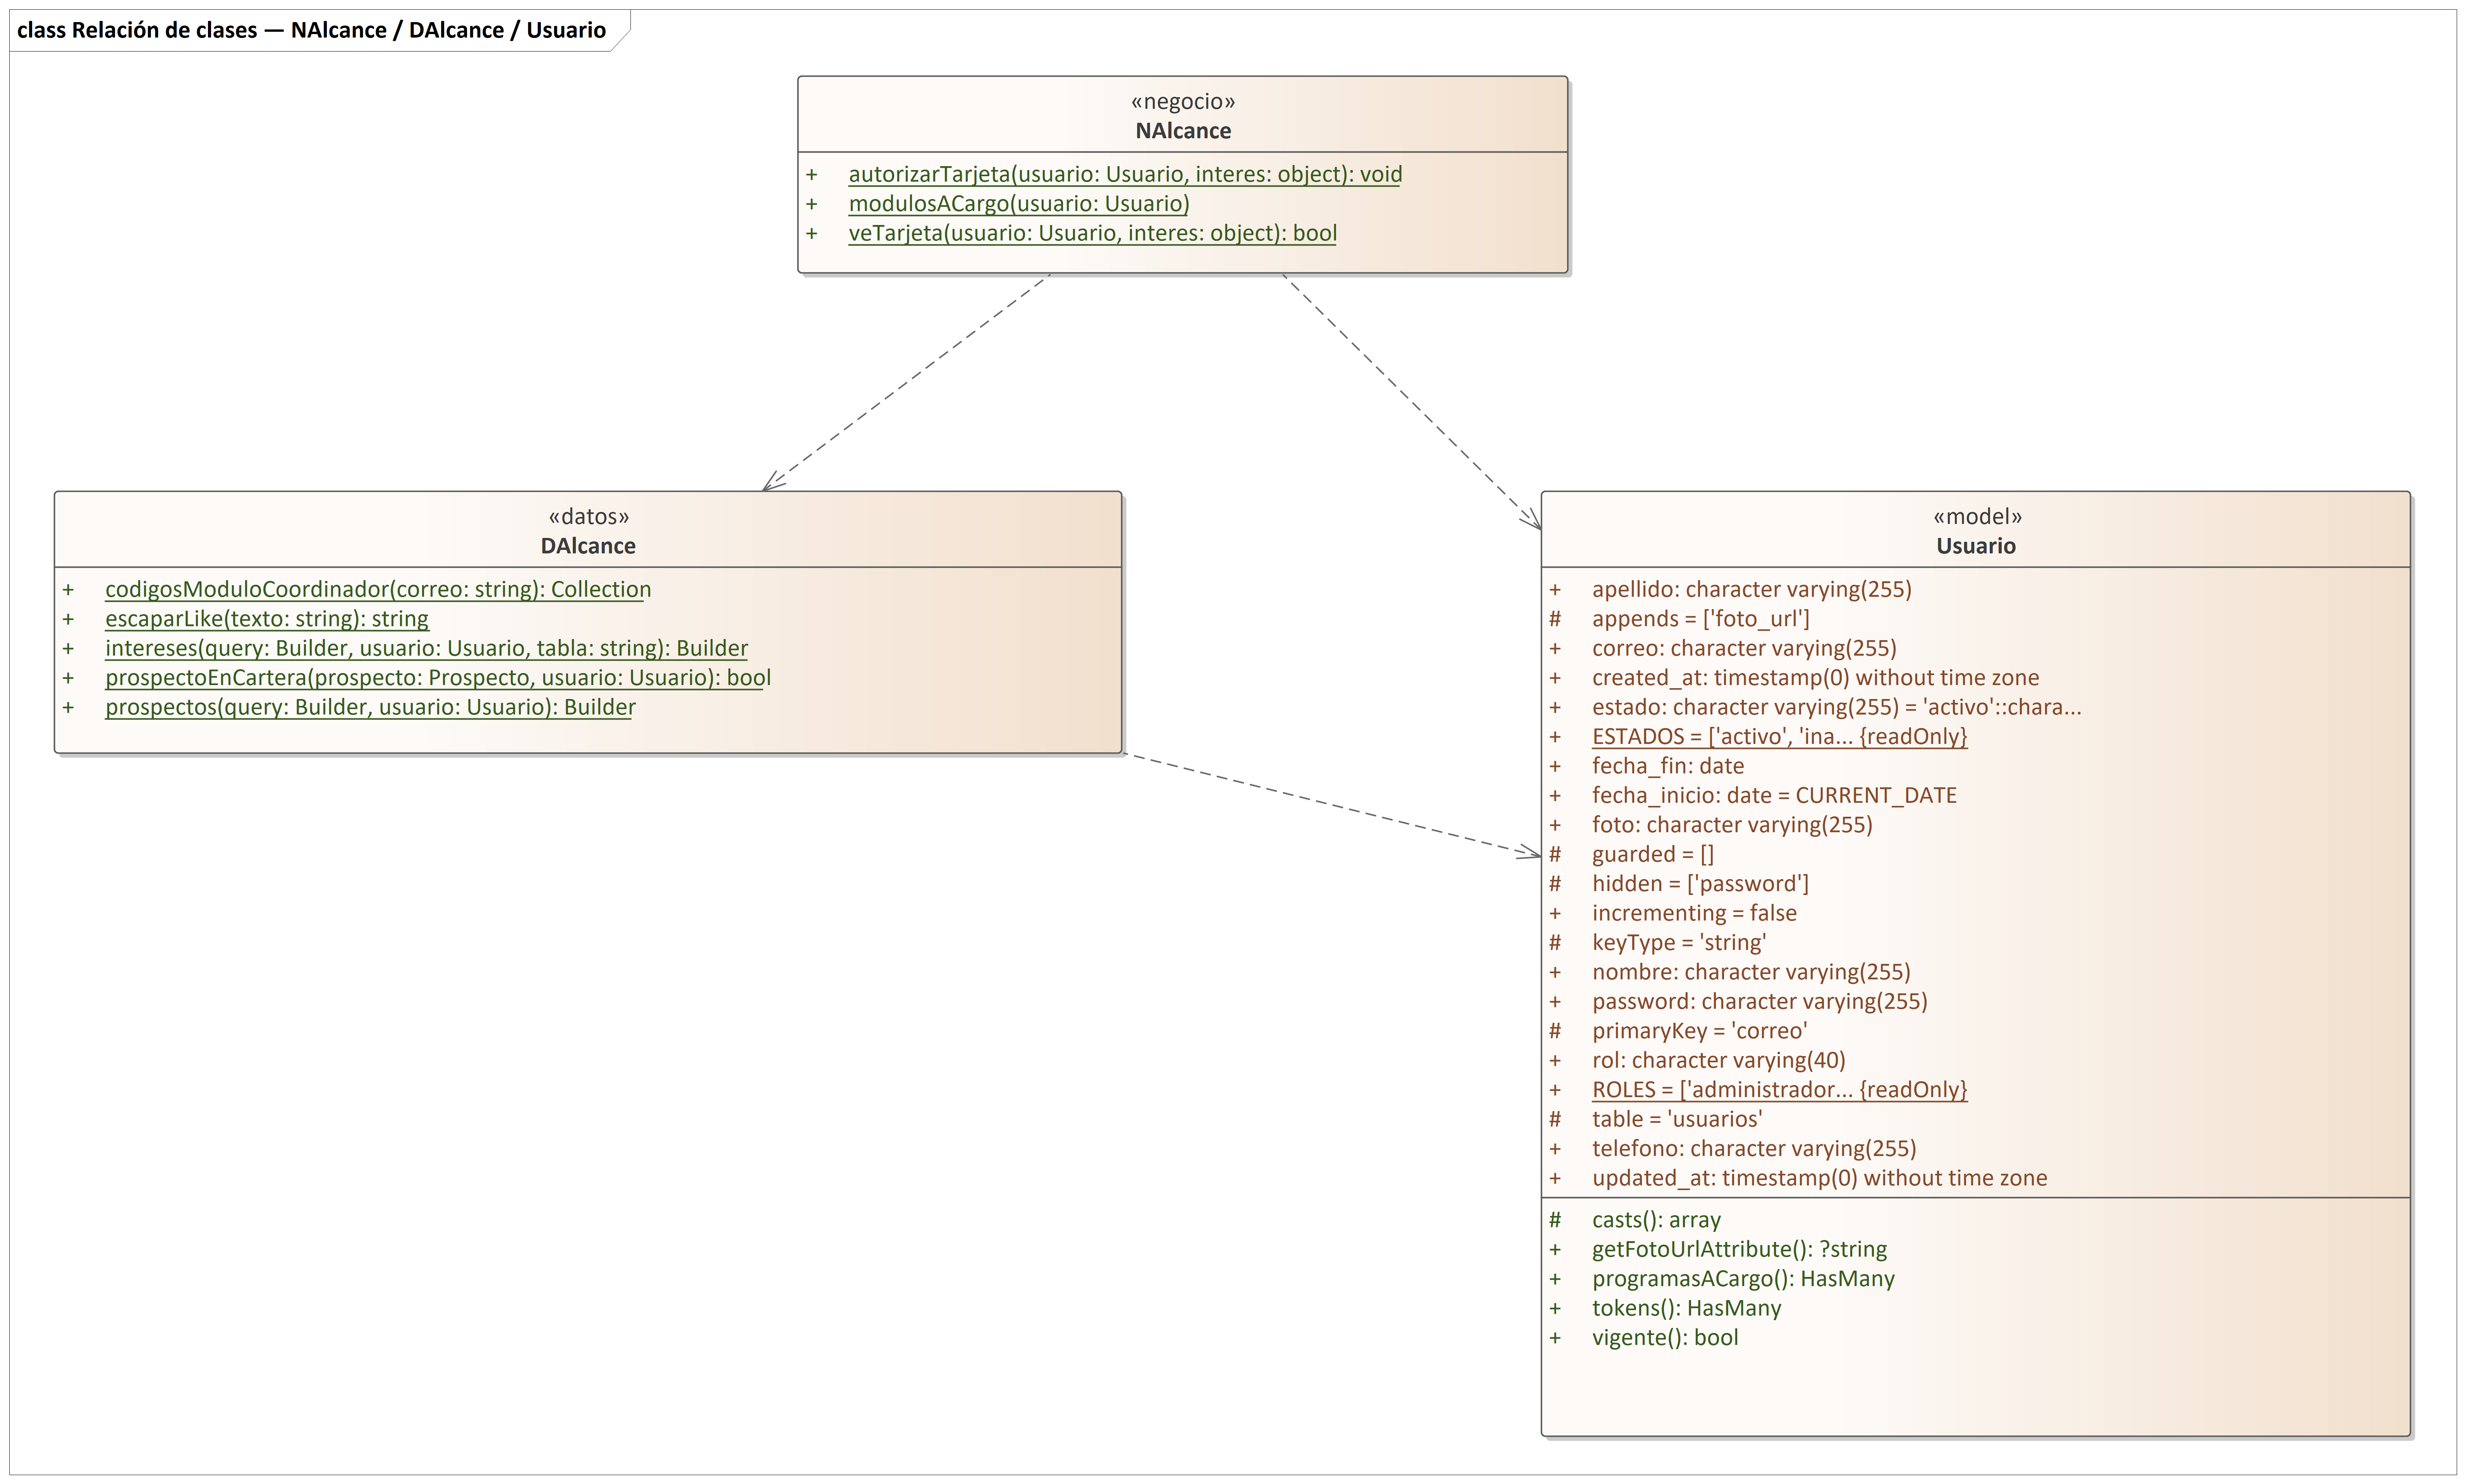 class Relación de clases — NAlcance / DAlcance / Usuario
«negocio»
NAlcance
+ autorizarTarjeta(usuario: Usuario, interes: object): void
+ modulosACargo(usuario: Usuario)
+ veTarjeta(usuario: Usuario, interes: object): bool
«datos»
DAlcance
+ codigosModuloCoordinador(correo: string): Collection
+ escaparLike(texto: string): string
+ intereses(query: Builder, usuario: Usuario, tabla: string): Builder
+ prospectoEnCartera(prospecto: Prospecto, usuario: Usuario): bool
+ prospectos(query: Builder, usuario: Usuario): Builder
«model»
Usuario
+ apellido: character varying(255)
# appends = ['foto_url']
+ correo: character varying(255)
+ created_at: timestamp(0) without time zone
+ estado: character varying(255) = 'activo'::chara...
+ ESTADOS = ['activo', 'ina... {readOnly}
+ fecha_fin: date
+ fecha_inicio: date = CURRENT_DATE
+ foto: character varying(255)
# guarded = []
# hidden = ['password']
+ incrementing = false
# keyType = 'string'
+ nombre: character varying(255)
+ password: character varying(255)
# primaryKey = 'correo'
+ rol: character varying(40)
+ ROLES = ['administrador... {readOnly}
# table = 'usuarios'
+ telefono: character varying(255)
+ updated_at: timestamp(0) without time zone
# casts(): array
+ getFotoUrlAttribute(): ?string
+ programasACargo(): HasMany
+ tokens(): HasMany
+ vigente(): bool